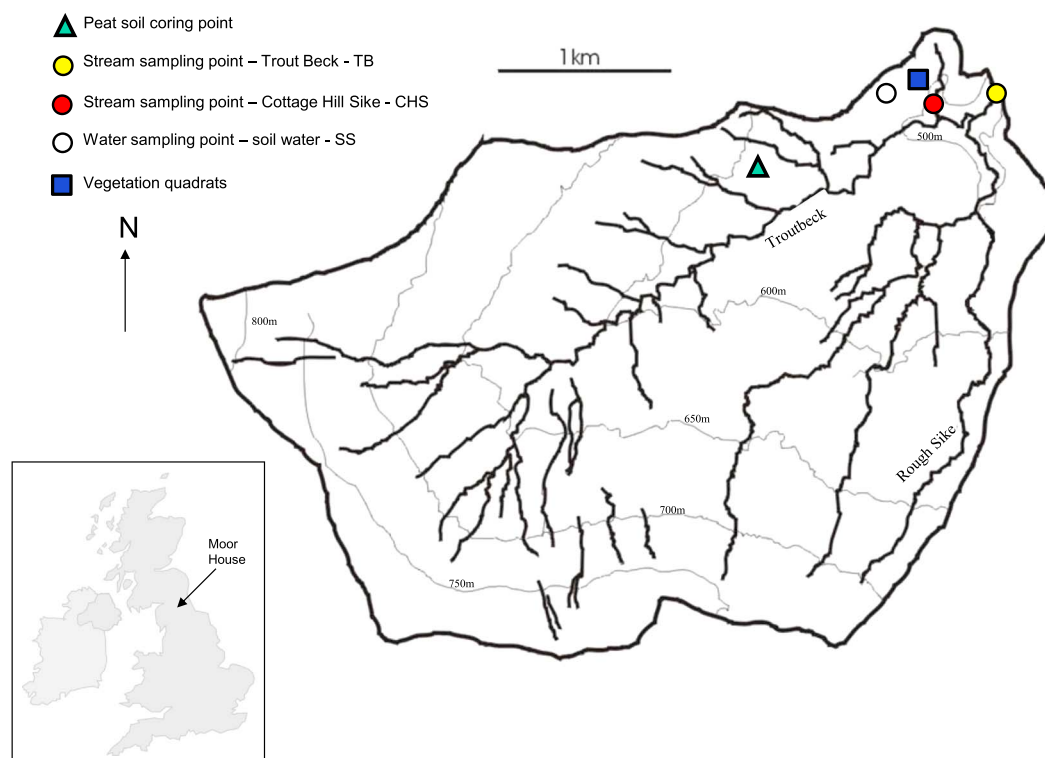 Peat soil coring point
Stream sampling point – Trout Beck - TB
Stream sampling point – Cottage Hill Sike - CHS
Water sampling point – soil water - SS
Vegetation quadrats
N
1km
500m
Troutbeck
600m
800m
650m
Rough Sike
700m
750m
Moor
House